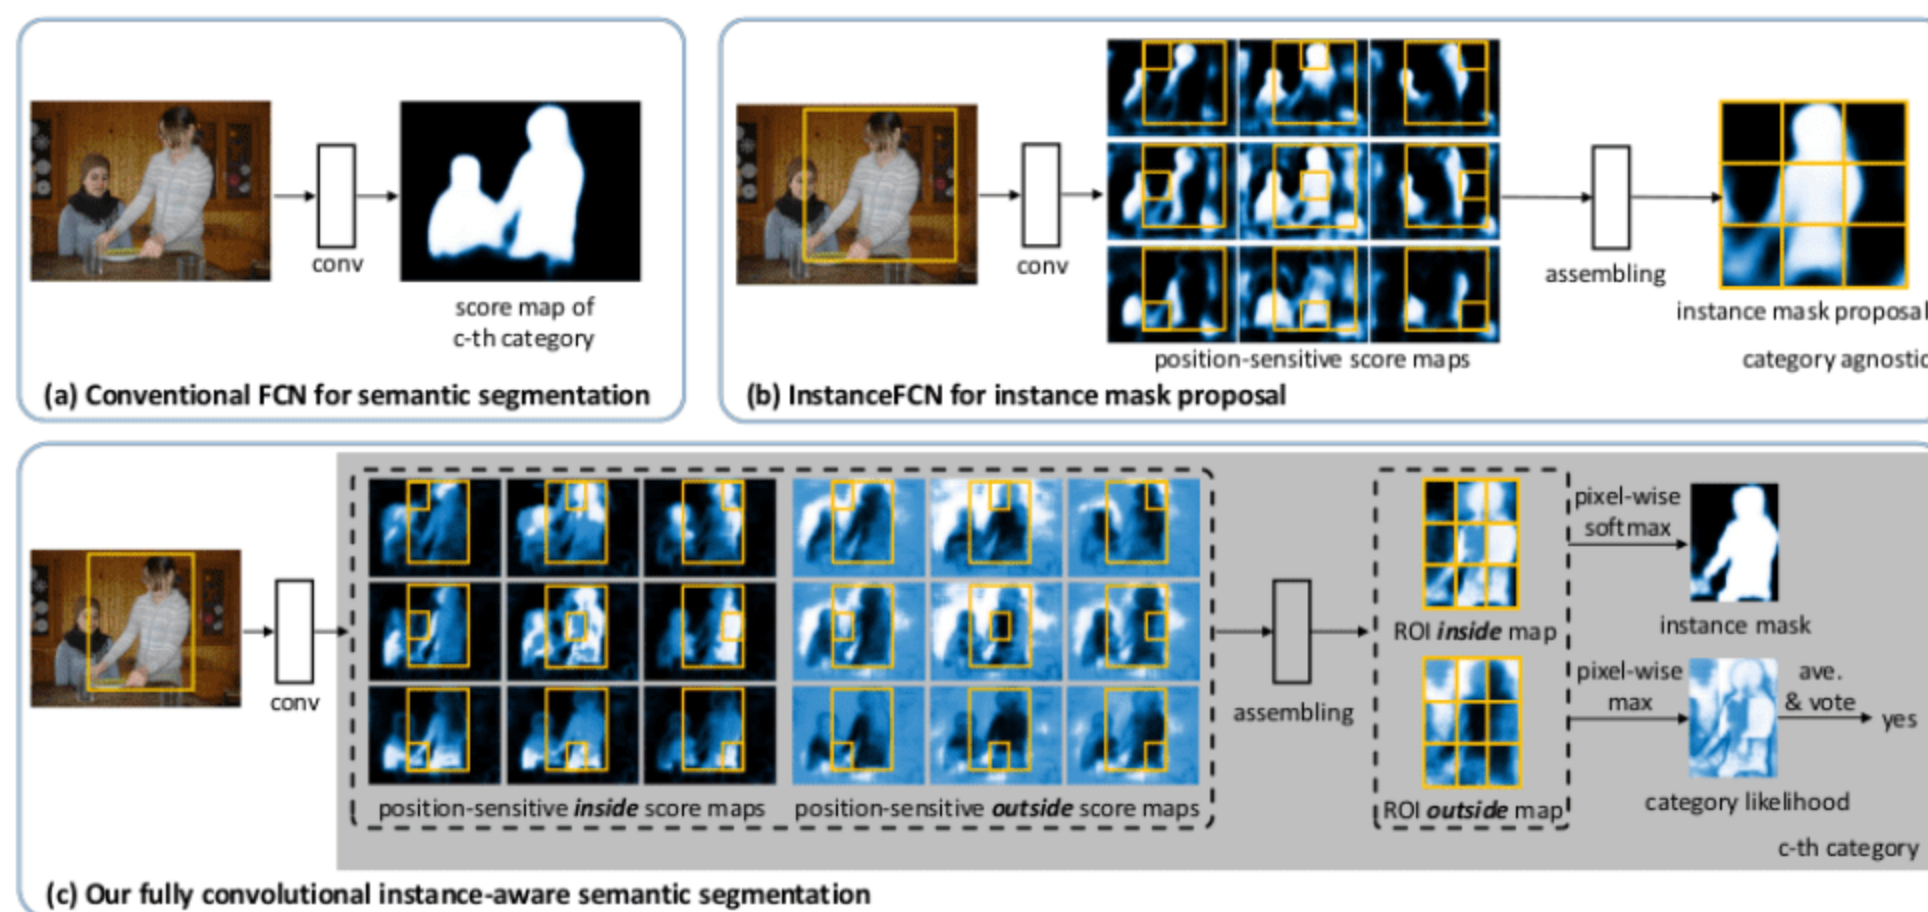 conv
score map of
c-th category
(a) Conventional FCN for semantic segmentation
conv
position-sensitive score maps
assembling
instance mask proposal
category agnostic
(b) InstanceFCN for instance mask proposal
conv
position-sensitive inside score maps
position-sensitive outside score maps
assembling
ROI inside map
ROI outside map
pixel-wise
softmax
instance mask
pixel-wise
max
ave.
& vote
yes
category likelihood
c-th category
(c) Our fully convolutional instance-aware semantic segmentation